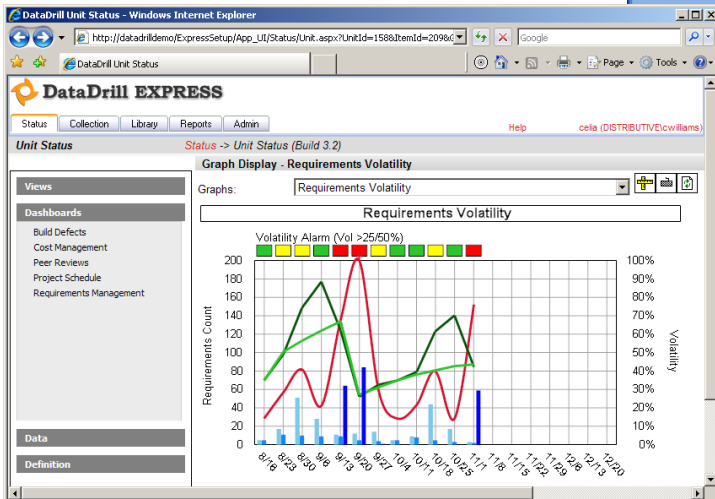 DataDrill Unit Status - Windows Internet Explorer
http://datadrilldemo/ExpressSetup/App_UI/Status/Unit.aspx?UnitId=158&ItemId=209&
Google
DataDrill Unit Status
Page
Tools
DataDrill EXPRESS
Status Collection Library Reports Admin
Help celia (DISTRIBUTIVE\cwilliams)
Unit Status Status -> Unit Status (Build 3.2)
Graph Display - Requirements Volatility
Views
Graphs: Requirements Volatility
Dashboards
Build Defects
Cost Management
Peer Reviews
Project Schedule
Requirements Management
Data
Definition
Requirements Volatility
Volatility Alarm (Vol >25/50%)
Requirements Count
200
180
160
140
120
100
80
60
40
20
0
100%
90%
80%
70%
60%
50%
40%
30%
20%
10%
0%
Volatility
8/16 8/23 8/30 9/6 9/13 9/20 9/27 10/4 10/11 10/18 10/25 11/1 11/8 11/15 11/22 11/29 12/6 12/13 12/20